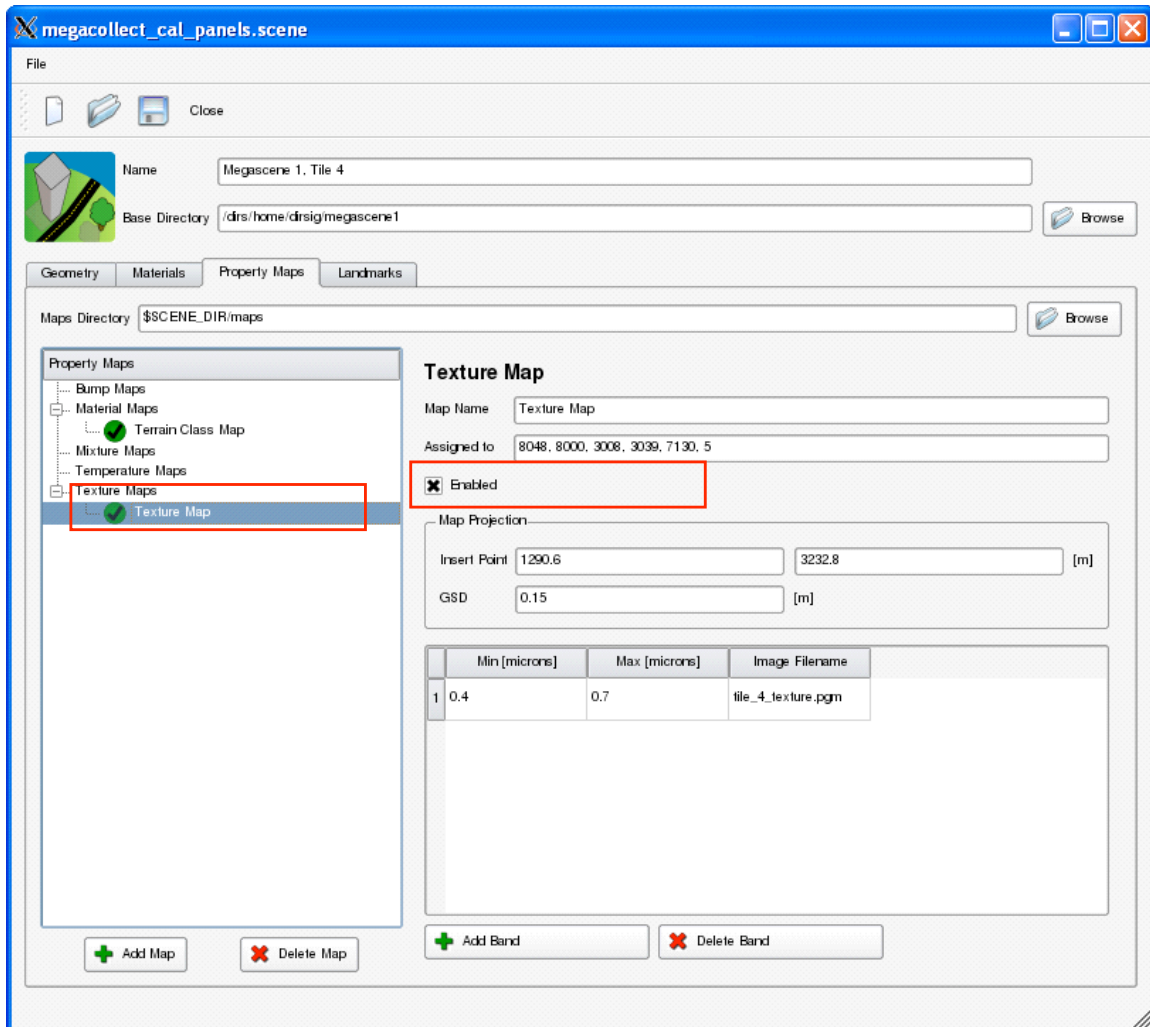 megacollect_cal_panels.scene
File
Close
Name Megascene 1, Tile 4
Base Directory /dirs/home/dirsig/megascene1 Browse
Geometry Materials Property Maps Landmarks
Maps Directory $SCENE_DIR/maps Browse
Property Maps
Bump Maps
Material Maps
Terrain Class Map
Mixture Maps
Temperature Maps
Texture Maps
Texture Map
Add Map Delete Map
Texture Map
Map Name Texture Map
Assigned to 8048, 8000, 3008, 3039, 7130, 5
Enabled
Map Projection
Insert Point 1290.6 3232.8 [m]
GSD 0.15 [m]
Min [microns] Max [microns] Image Filename
1 0.4 0.7 tile_4_texture.pgm
Add Band Delete Band